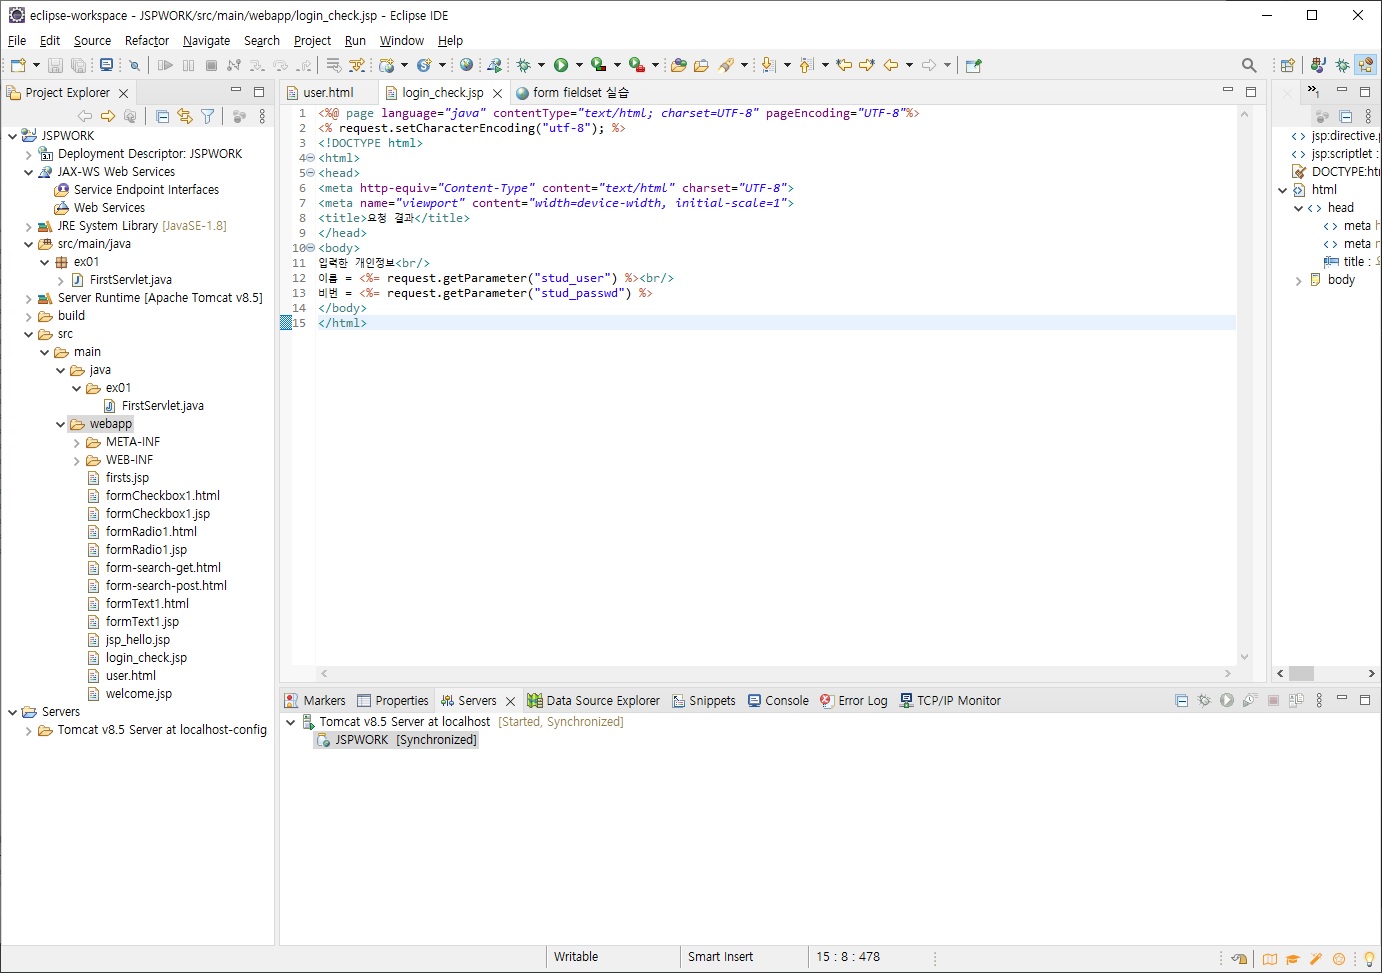 eclipse-workspace - JSPWORK/src/main/webapp/login_check.jsp - Eclipse IDE
File Edit Source Refactor Navigate Search Project Run Window Help
Project Explorer
JSPWORK
Deployment Descriptor: JSPWORK
JAX-WS Web Services
Service Endpoint Interfaces
Web Services
JRE System Library [JavaSE-1.8]
src/main/java
ex01
FirstServlet.java
Server Runtime [Apache Tomcat v8.5]
build
src
main
java
ex01
FirstServlet.java
webapp
META-INF
WEB-INF
firsts.jsp
formCheckbox1.html
formCheckbox1.jsp
formRadio1.html
formRadio1.jsp
form-search-get.html
form-search-post.html
formText1.html
formText1.jsp
jsp_hello.jsp
login_check.jsp
user.html
welcome.jsp
Servers
Tomcat v8.5 Server at localhost-config
user.html login_check.jsp form fieldset 실습
1 <%@ page language="java" contentType="text/html; charset=UTF-8" pageEncoding="UTF-8"%>
2 <% request.setCharacterEncoding("utf-8"); %>
3 <!DOCTYPE html>
4 <html>
5 <head>
6 <meta http-equiv="Content-Type" content="text/html" charset="UTF-8">
7 <meta name="viewport" content="width=device-width, initial-scale=1">
8 <title>요청 결과</title>
9 </head>
10 <body>
11 입력한 개인정보<br/>
12 이름 = <%= request.getParameter("stud_user") %><br/>
13 비번 = <%= request.getParameter("stud_passwd") %>
14 </body>
15 </html>
1
jsp:directive.p
jsp:scriptlet :
DOCTYPE:ht
html
head
meta
meta
title :
body
Markers Properties Servers Data Source Explorer Snippets Console Error Log TCP/IP Monitor
Tomcat v8.5 Server at localhost [Started, Synchronized]
JSPWORK [Synchronized]
Writable Smart Insert 15 : 8 : 478